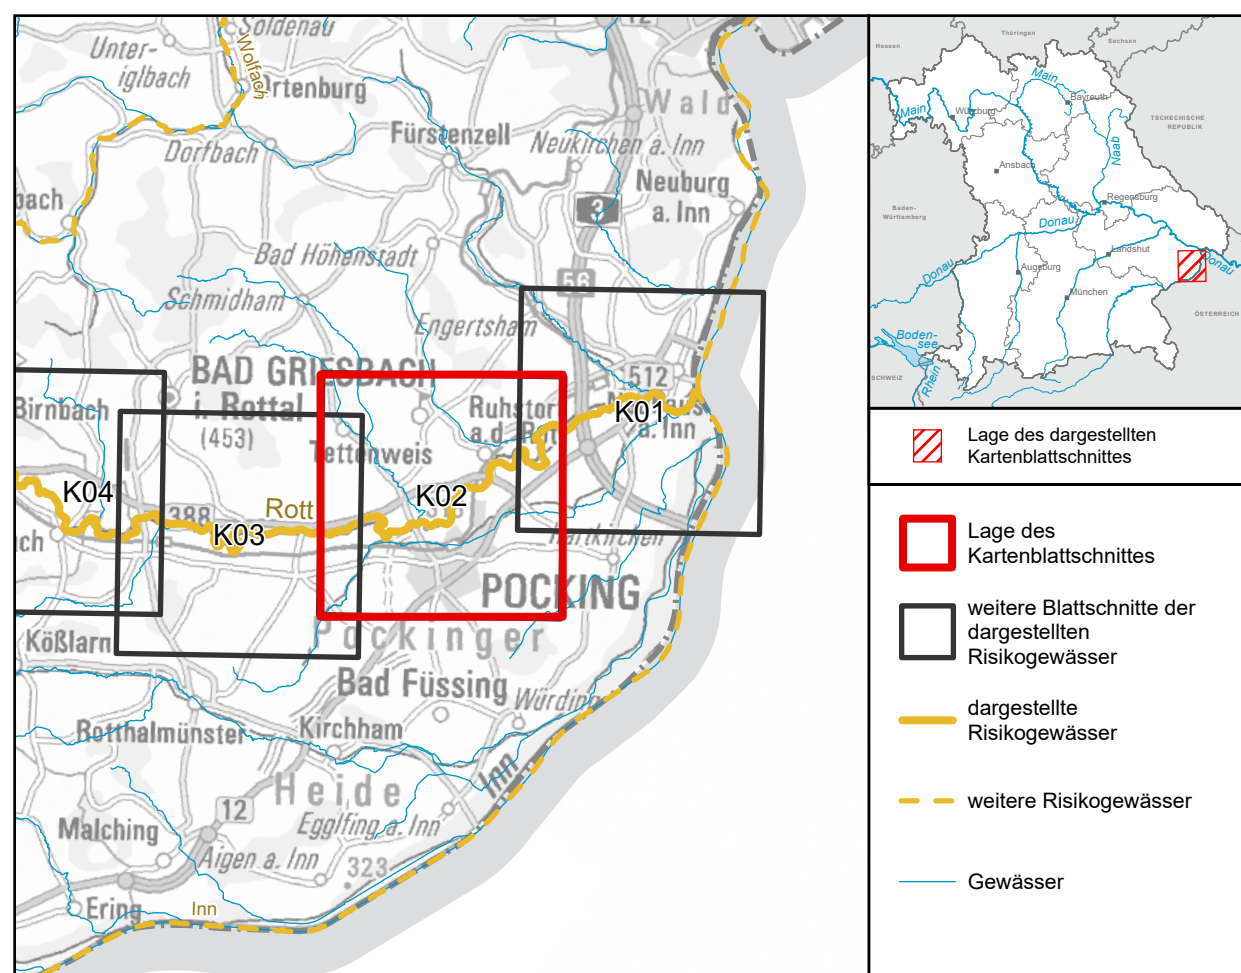 Soldenau
12
Unter-
iglbach
Wolfach
Ortenburg
Wald
Fürstenzell
Neukirchen a. Inn
Dorfbach
Neuburg
a. Inn
bach
3
Bad Höhenstadt
56
Schmidham
Engertsham
BAD GRIESBACH
i. Rottal
(453)
512
Birnbach
Ruhstorf
a.d. Rott
K01
a. Inn
Tettenweis
K04
K02
Rott
388
K03
ach
Hartkirchen
POCKING
Kößlarn
Pockinger
Bad Füssing
Würding
Rotthalmünster
Kirchham
Inn
Heide
12
Malching
Egglfing a. Inn
Aigen a. Inn
323
Ering
Inn
Hessen
Thüringen
Sachsen
Main
Bayreuth
Main
Würzburg
TSCHECHISCHE
REPUBLIK
Naab
Ansbach
Baden-
Württemberg
Regensburg
Donau
Landshut
Donau
Donau
Augsburg
München
ÖSTERREICH
Boden-
see
SCHWEIZ
Rhein
Lage des dargestellten
Kartenblattschnittes
Lage des
Kartenblattschnittes
weitere Blattschnitte der
dargestellten
Risikogewässer
dargestellte
Risikogewässer
weitere Risikogewässer
Gewässer